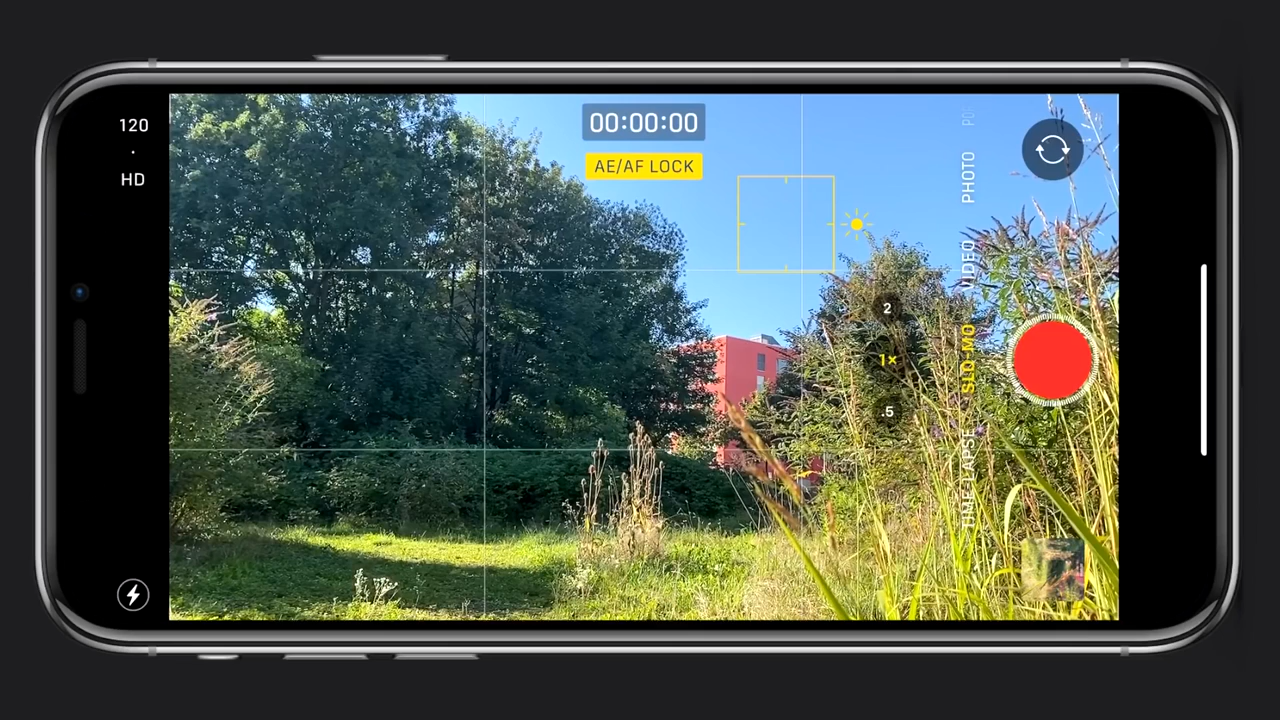 120
HD
00:00:00
AE/AF LOCK
PHOTO
VIDEO
SLO-MO
TIME-LAPSE
2
1×
.5